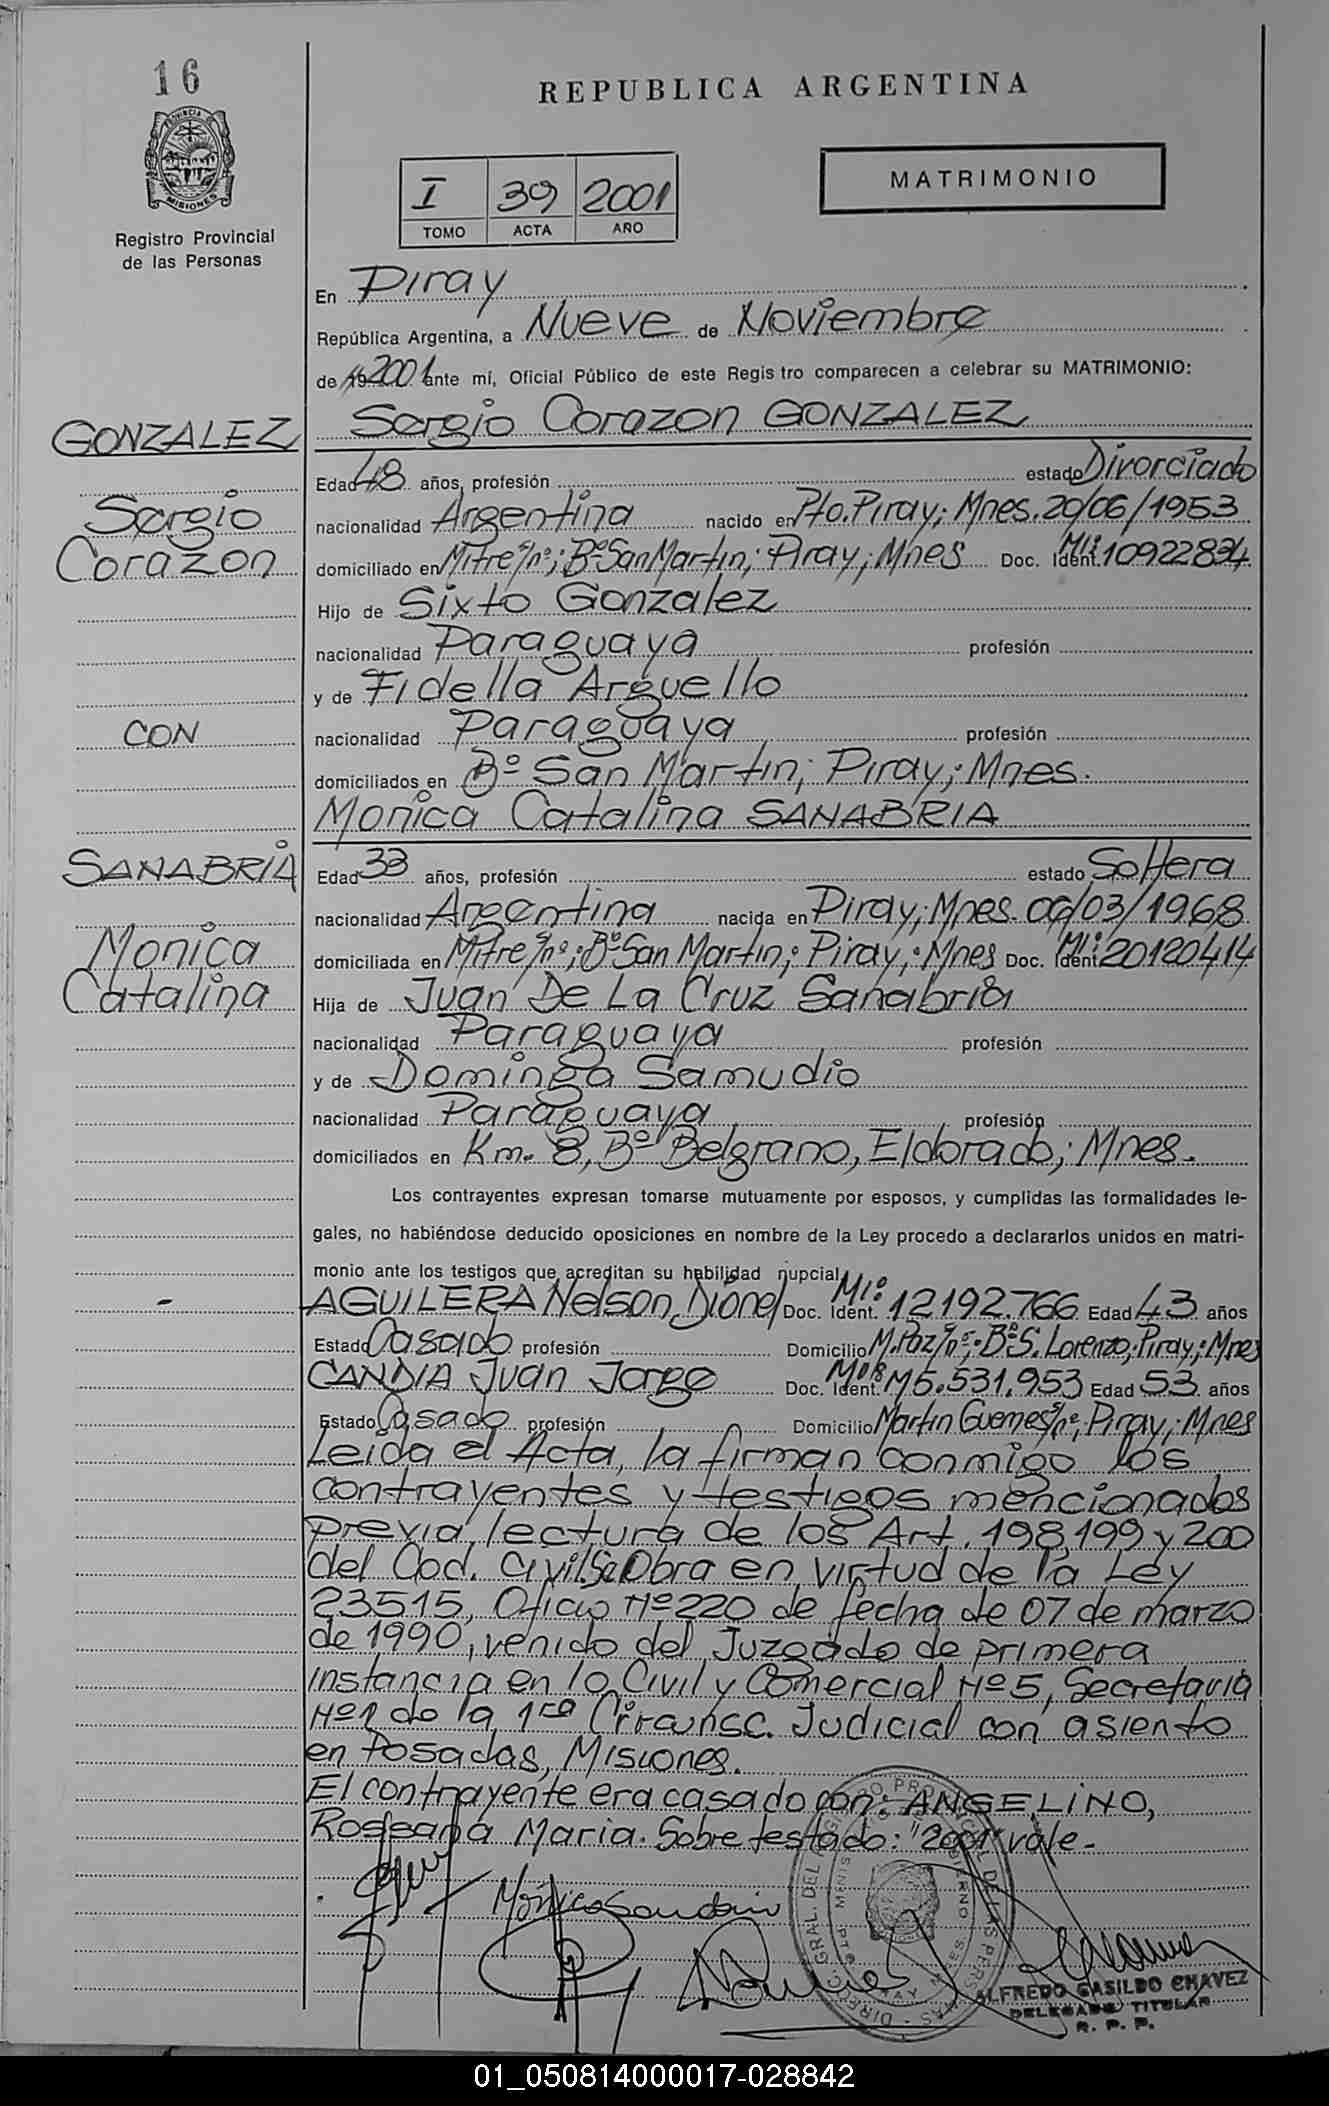 16
PROVINCIA DE
MISIONES
Registro Provincial
de las Personas
REPUBLICA ARGENTINA
I 39 2001
TOMO ACTA AÑO
MATRIMONIO
En Piray
República Argentina, a Nueve de Noviembre
de 19 2001 ante mí, Oficial Público de este Registro comparecen a celebrar su MATRIMONIO:
GONZALEZ
Sergio
Corazon
CON
SANABRIA
Monica
Catalina
Sergio Corazon GONZALEZ
Edad 48 años, profesión estado Divorciado
nacionalidad Argentina nacido en Pto. Piray; Mnes. 20/06/1953
domiciliado en Mitre s/nº; Bº San Martin; Piray; Mnes Doc. Ident. MI: 10922834
Hijo de Sixto Gonzalez
nacionalidad Paraguaya profesión
y de Fidella Arguello
nacionalidad Paraguaya profesión
domiciliados en Bº San Martin; Piray; Mnes.
Monica Catalina SANABRIA
Edad 33 años, profesión estado Soltera
nacionalidad Argentina nacida en Piray; Mnes. 06/03/1968
domiciliada en Mitre s/nº; Bº San Martin; Piray; Mnes Doc. Ident. MI: 20120414
Hija de Juan De La Cruz Sanabria
nacionalidad Paraguaya profesión
y de Dominga Samudio
nacionalidad Paraguaya profesión
domiciliados en Km. 8, Bº Belgrano, Eldorado; Mnes.
Los contrayentes expresan tomarse mutuamente por esposos, y cumplidas las formalidades le-
gales, no habiéndose deducido oposiciones en nombre de la Ley procedo a declararlos unidos en matri-
monio ante los testigos que acreditan su habilidad nupcial
AGUILERA Nelson Dionel Doc. Ident. MI: 12192.766 Edad 43 años
Estado Casado profesión Domicilio M. Paz s/nº; Bº S. Lorenzo; Piray; Mnes
CANDIA Juan Jorge Doc. Ident. M5.531.953 Edad 53 años
Estado Casado profesión Domicilio Martin Guemes s/nº; Piray; Mnes
Leida el Acta, la firman conmigo los
contrayentes y testigos mencionados
previa lectura de los Art. 198,199 y 200
del Cod. Civil. Se Obra en virtud de la Ley
23515, Oficio Nº 220 de fecha de 07 de marzo
de 1990, venido del Juzgado de primera
instancia en lo Civil y Comercial Nº 5, Secretaria
Nº 1 de la 1ra Circunsc. Judicial con asiento
en Posadas, Misiones.
El contrayente era casado con: ANGELINO,
Rossana Maria. Sobre testado: "2001" vale-
Monica Sanabria
ALFREDO CASILDO CHAVEZ
DELEGADO TITULAR
R. P. P.
01_050814000017-028842